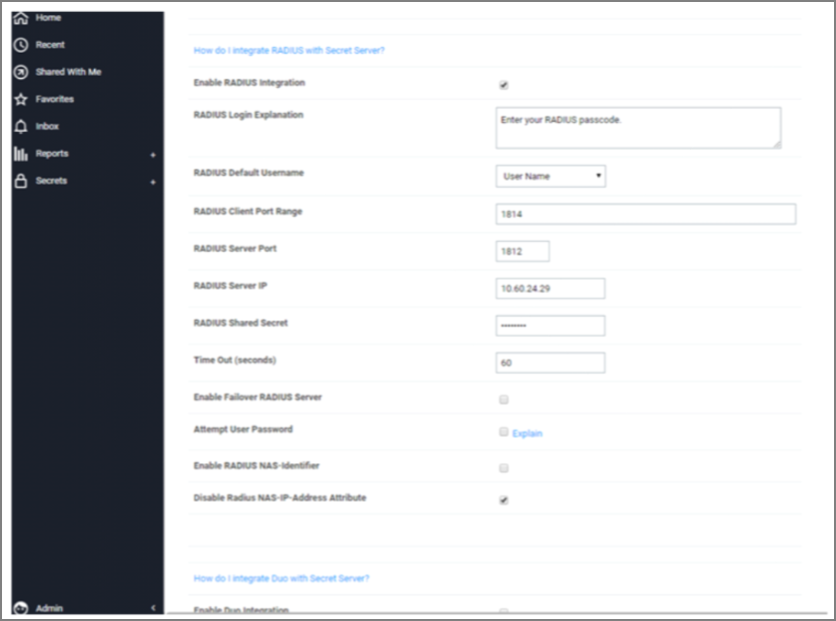 Home
Recent
Shared With Me
Favorites
Inbox
Reports +
Secrets +
Admin <
How do I integrate RADIUS with Secret Server?
Enable RADIUS Integration
RADIUS Login Explanation
Enter your RADIUS passcode.
RADIUS Default Username
User Name
RADIUS Client Port Range
1814
RADIUS Server Port
1812
RADIUS Server IP
10.60.24.29
RADIUS Shared Secret
Time Out (seconds)
60
Enable Failover RADIUS Server
Attempt User Password
Explain
Enable RADIUS NAS-Identifier
Disable Radius NAS-IP-Address Attribute
How do I integrate Duo with Secret Server?
Enable Duo Integration